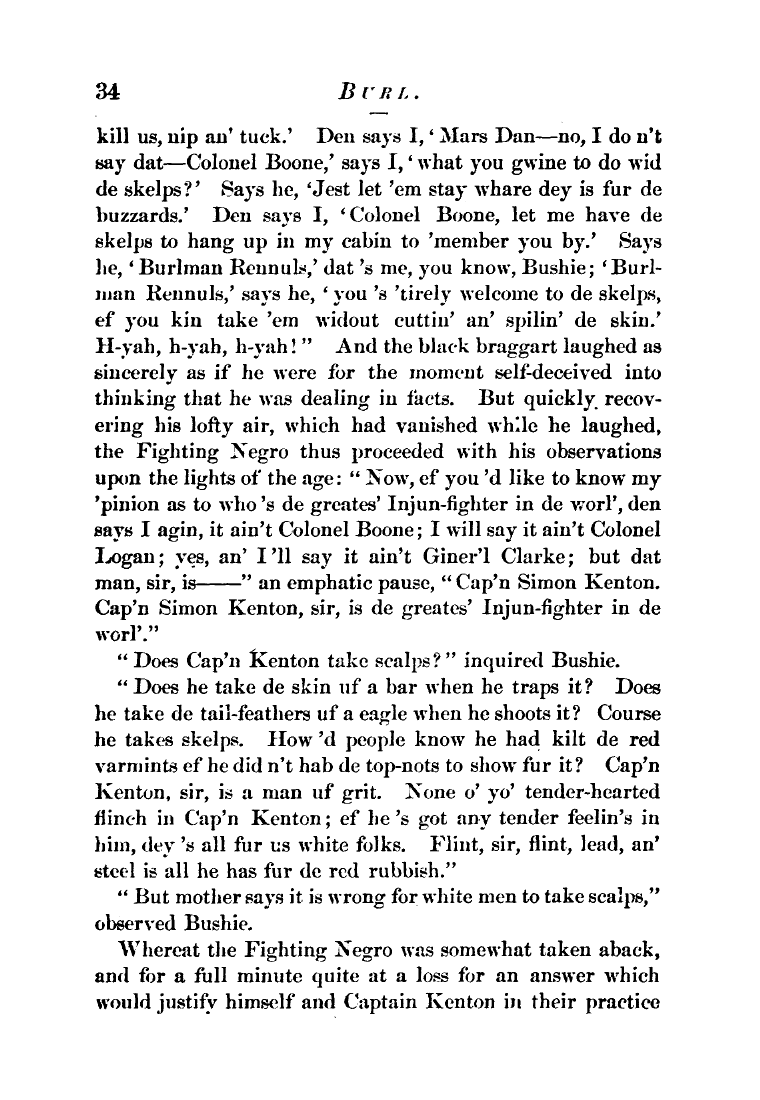 34 BURL.
kill us, nip an' tuck.' Den says I, 'Mars Dan—no, I do n't
say dat—Colonel Boone,' says I, 'what you gwine to do wid
de skelps?' Says he, 'Jest let 'em stay whare dey is fur de
buzzards.' Den says I, 'Colonel Boone, let me have de
skelps to hang up in my cabin to 'member you by.' Says
he, 'Burlman Rennuls,' dat 's me, you know, Bushie; 'Burl-
man Rennuls,' says he, 'you 's 'tirely welcome to de skelps,
ef you kin take 'em widout cuttin' an' spilin' de skin.'
H-yah, h-yah, h-yah!" And the black braggart laughed as
sincerely as if he were for the moment self-deceived into
thinking that he was dealing in facts. But quickly recov-
ering his lofty air, which had vanished while he laughed,
the Fighting Negro thus proceeded with his observations
upon the lights of the age: "Now, ef you 'd like to know my
'pinion as to who 's de greates' Injun-fighter in de worl', den
says I agin, it ain't Colonel Boone; I will say it ain't Colonel
Logan; yes, an' I 'll say it ain't Giner'l Clarke; but dat
man, sir, is——" an emphatic pause, "Cap'n Simon Kenton.
Cap'n Simon Kenton, sir, is de greates' Injun-fighter in de
worl'."
"Does Cap'n Kenton take scalps?" inquired Bushie.
"Does he take de skin uf a bar when he traps it? Does
he take de tail-feathers uf a eagle when he shoots it? Course
he takes skelps. How 'd people know he had kilt de red
varmints ef he did n't hab de top-nots to show fur it? Cap'n
Kenton, sir, is a man uf grit. None o' yo' tender-hearted
flinch in Cap'n Kenton; ef he 's got any tender feelin's in
him, dey 's all fur us white folks. Flint, sir, flint, lead, an'
steel is all he has fur de red rubbish."
"But mother says it is wrong for white men to take scalps,"
observed Bushie.
Whereat the Fighting Negro was somewhat taken aback,
and for a full minute quite at a loss for an answer which
would justify himself and Captain Kenton in their practice